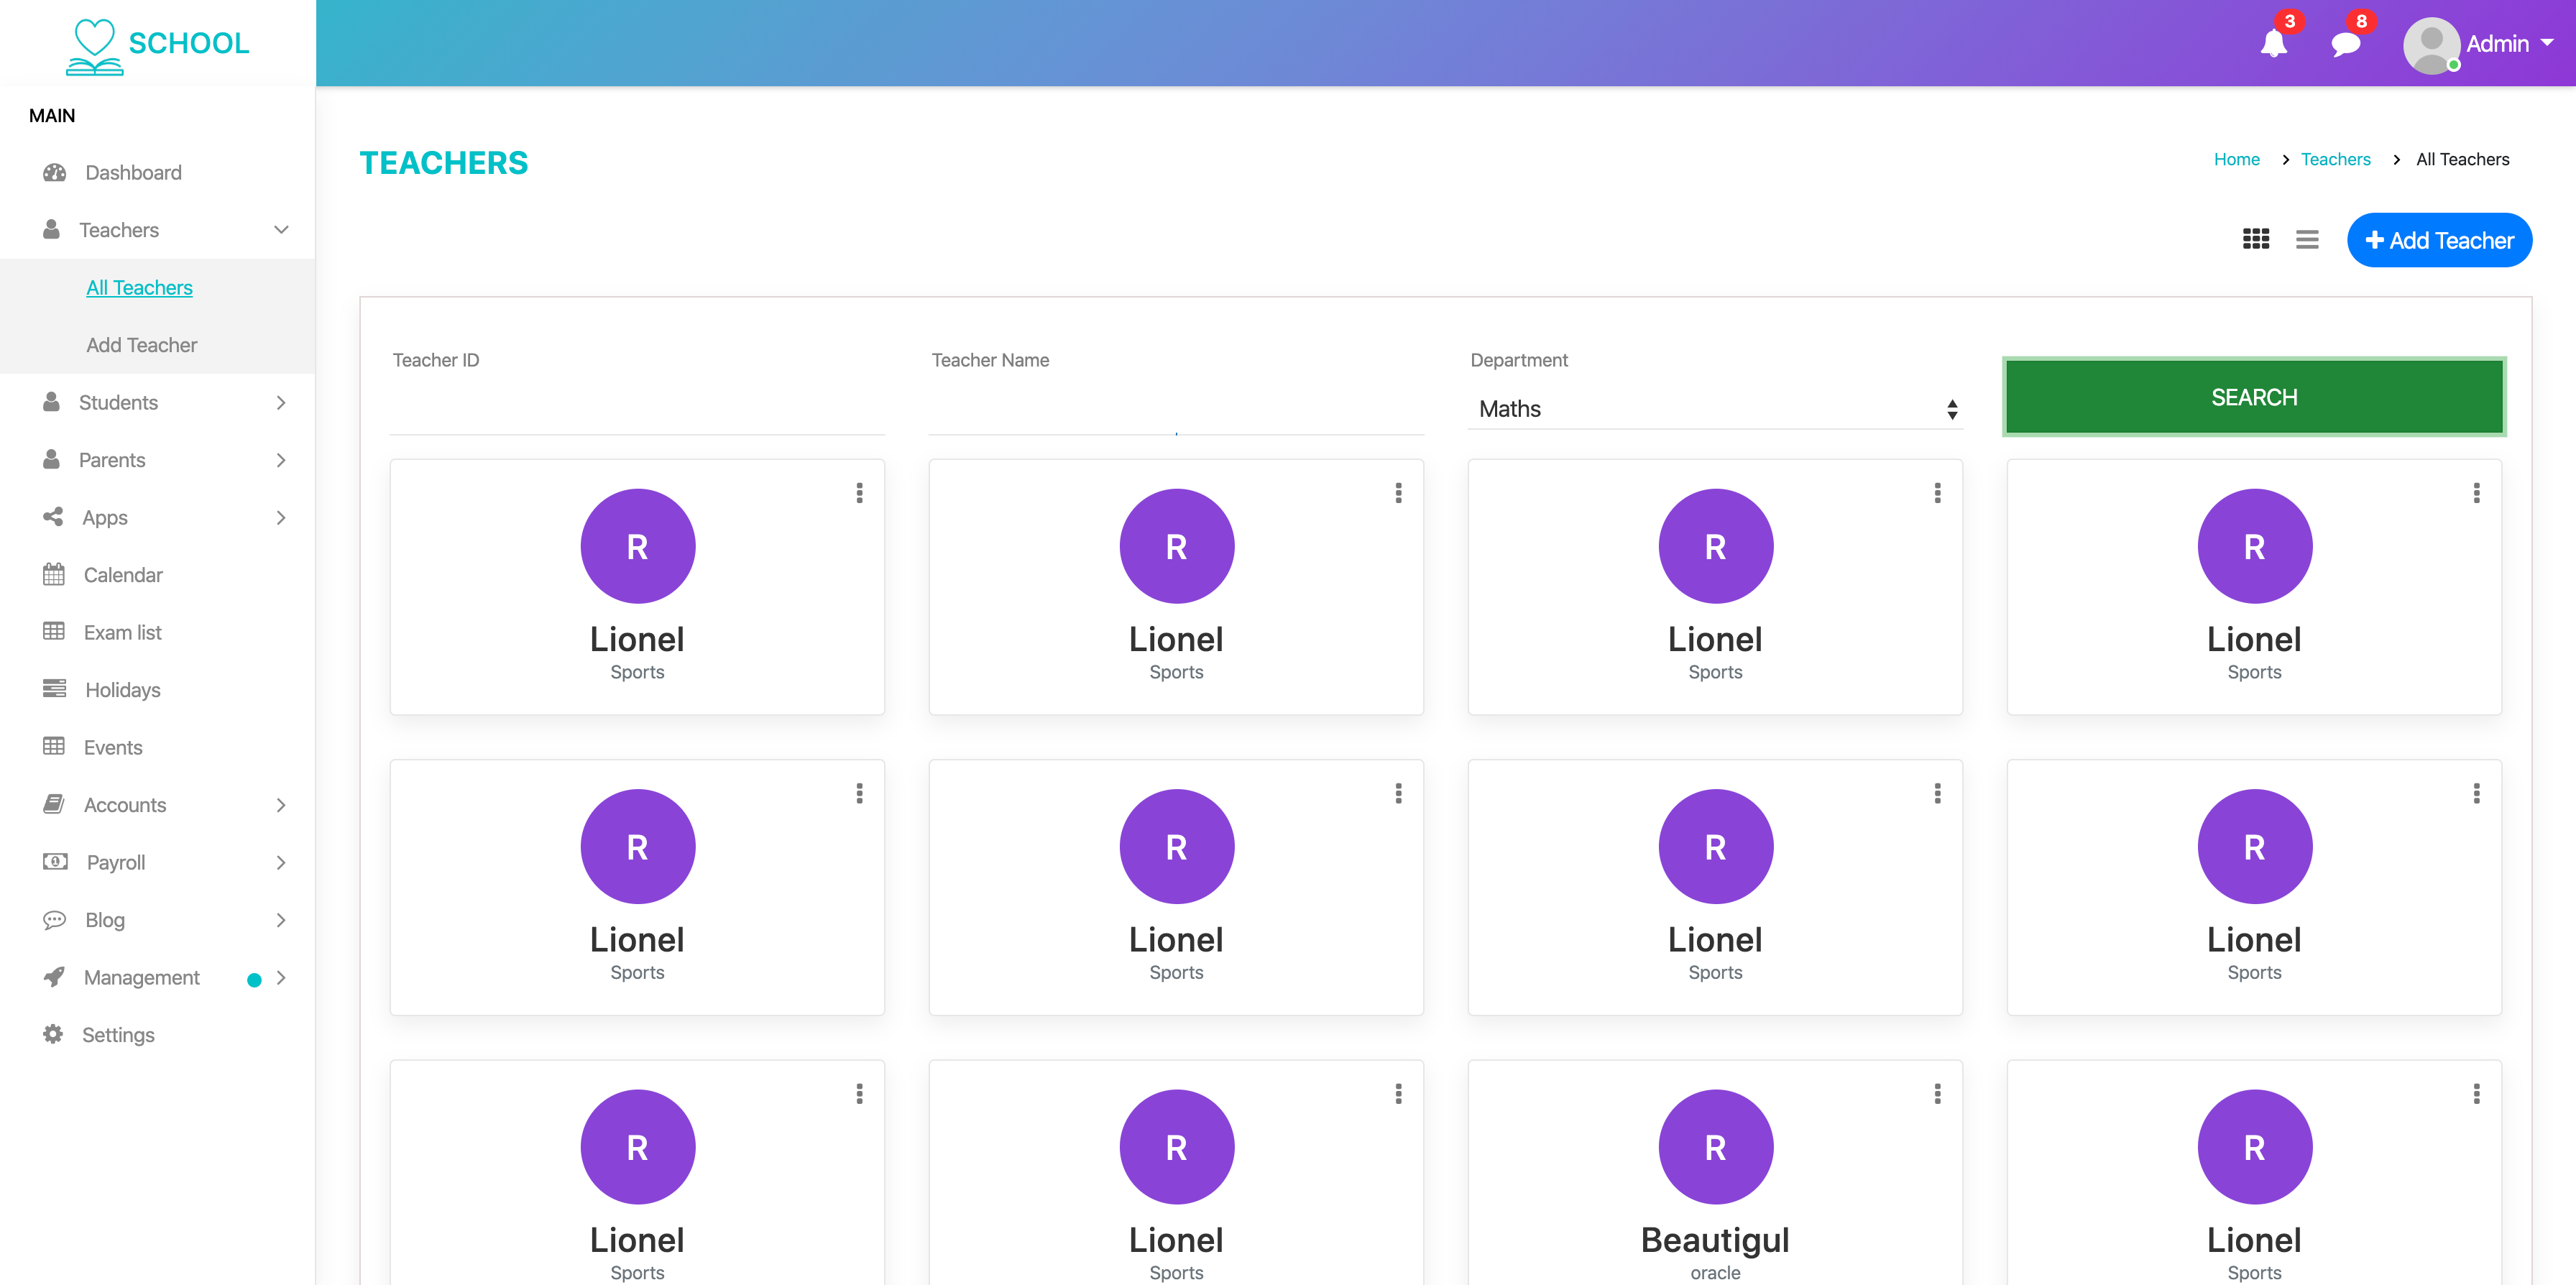 SCHOOL
3
8
Admin
MAIN
Dashboard
Teachers
All Teachers
Add Teacher
Students
Parents
Apps
Calendar
Exam list
Holidays
Events
Accounts
Payroll
Blog
Management
Settings
TEACHERS
Home > Teachers > All Teachers
Add Teacher
Teacher ID
Teacher Name
Department
Maths
SEARCH
R
Lionel
Sports
R
Lionel
Sports
R
Lionel
Sports
R
Lionel
Sports
R
Lionel
Sports
R
Lionel
Sports
R
Lionel
Sports
R
Lionel
Sports
R
Lionel
Sports
R
Lionel
Sports
R
Beautigul
oracle
R
Lionel
Sports